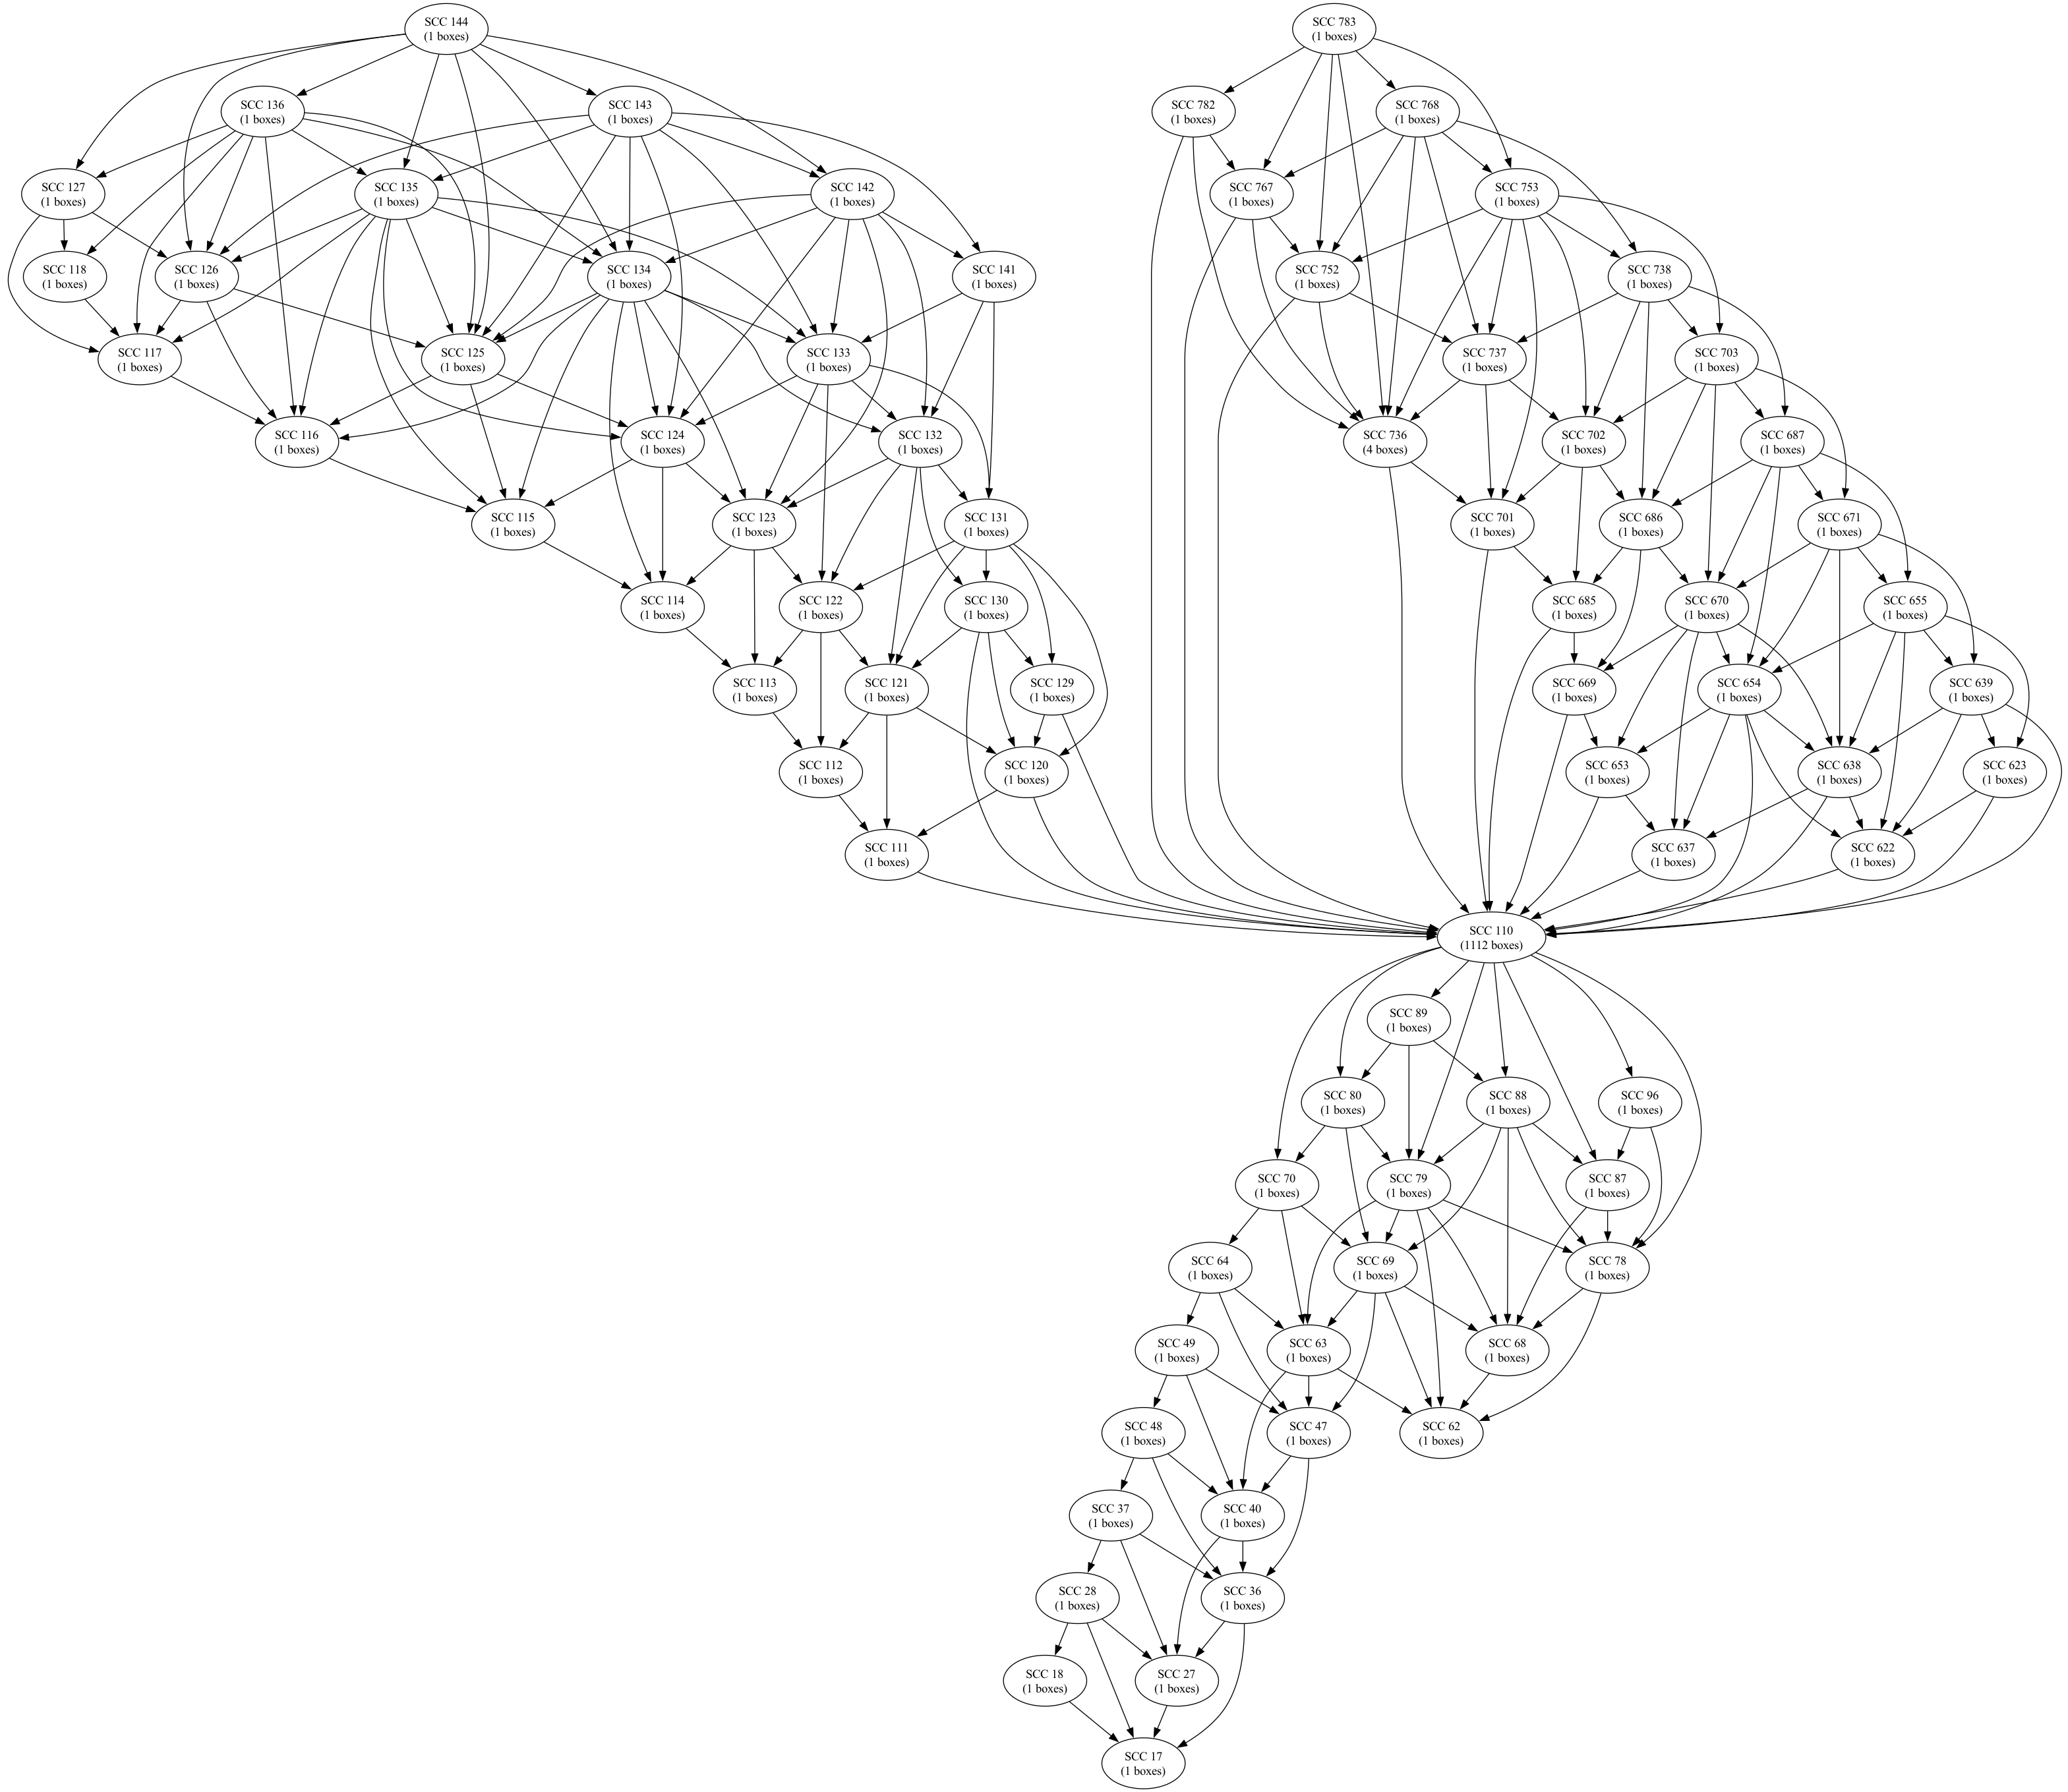 SCC 144
(1 boxes)
SCC 783
(1 boxes)
SCC 136
(1 boxes)
SCC 143
(1 boxes)
SCC 782
(1 boxes)
SCC 768
(1 boxes)
SCC 127
(1 boxes)
SCC 135
(1 boxes)
SCC 142
(1 boxes)
SCC 767
(1 boxes)
SCC 753
(1 boxes)
SCC 118
(1 boxes)
SCC 126
(1 boxes)
SCC 134
(1 boxes)
SCC 141
(1 boxes)
SCC 752
(1 boxes)
SCC 738
(1 boxes)
SCC 117
(1 boxes)
SCC 125
(1 boxes)
SCC 133
(1 boxes)
SCC 737
(1 boxes)
SCC 703
(1 boxes)
SCC 116
(1 boxes)
SCC 124
(1 boxes)
SCC 132
(1 boxes)
SCC 736
(4 boxes)
SCC 702
(1 boxes)
SCC 687
(1 boxes)
SCC 115
(1 boxes)
SCC 123
(1 boxes)
SCC 131
(1 boxes)
SCC 701
(1 boxes)
SCC 686
(1 boxes)
SCC 671
(1 boxes)
SCC 114
(1 boxes)
SCC 122
(1 boxes)
SCC 130
(1 boxes)
SCC 685
(1 boxes)
SCC 670
(1 boxes)
SCC 655
(1 boxes)
SCC 113
(1 boxes)
SCC 121
(1 boxes)
SCC 129
(1 boxes)
SCC 669
(1 boxes)
SCC 654
(1 boxes)
SCC 639
(1 boxes)
SCC 112
(1 boxes)
SCC 120
(1 boxes)
SCC 653
(1 boxes)
SCC 638
(1 boxes)
SCC 623
(1 boxes)
SCC 111
(1 boxes)
SCC 637
(1 boxes)
SCC 622
(1 boxes)
SCC 110
(1112 boxes)
SCC 89
(1 boxes)
SCC 80
(1 boxes)
SCC 88
(1 boxes)
SCC 96
(1 boxes)
SCC 70
(1 boxes)
SCC 79
(1 boxes)
SCC 87
(1 boxes)
SCC 64
(1 boxes)
SCC 69
(1 boxes)
SCC 78
(1 boxes)
SCC 49
(1 boxes)
SCC 63
(1 boxes)
SCC 68
(1 boxes)
SCC 48
(1 boxes)
SCC 47
(1 boxes)
SCC 62
(1 boxes)
SCC 37
(1 boxes)
SCC 40
(1 boxes)
SCC 28
(1 boxes)
SCC 36
(1 boxes)
SCC 18
(1 boxes)
SCC 27
(1 boxes)
SCC 17
(1 boxes)